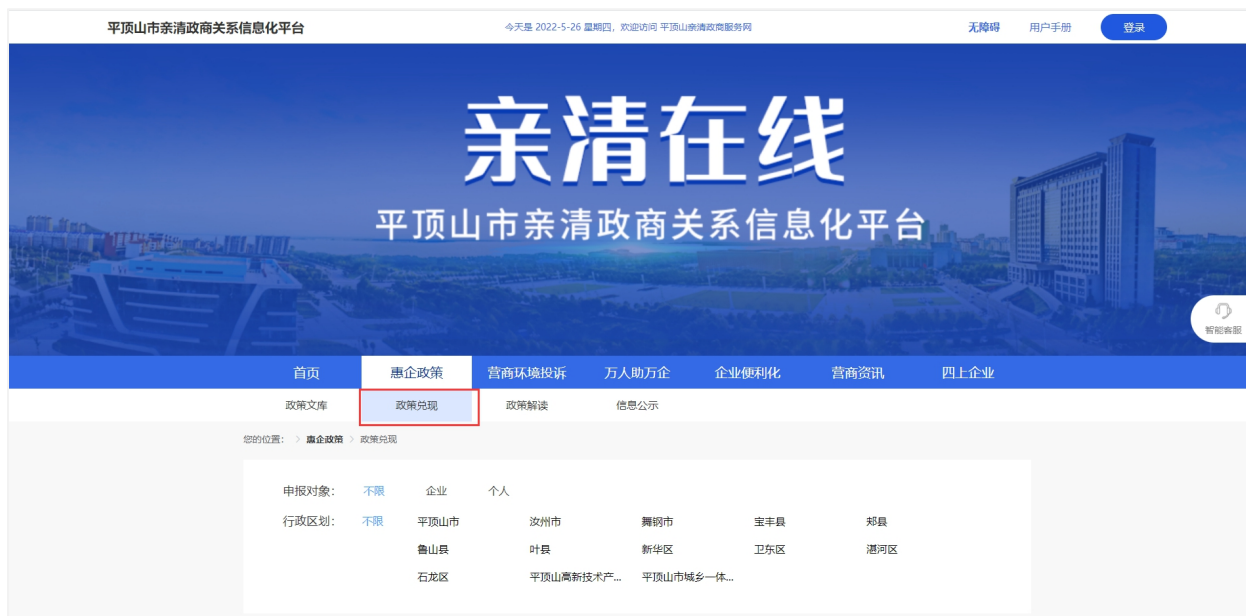 平顶山市亲清政商关系信息化平台 今天是 2022-5-26 星期四，欢迎访问 平顶山亲清政商服务网 无障碍 用户手册 登录
亲清在线
平顶山市亲清政商关系信息化平台
智能客服
首页 惠企政策 营商环境投诉 万人助万企 企业便利化 营商资讯 四上企业
政策文库 政策兑现 政策解读 信息公示
您的位置： > 惠企政策 > 政策兑现
申报对象： 不限 企业 个人
行政区划： 不限 平顶山市 汝州市 舞钢市 宝丰县 郏县
鲁山县 叶县 新华区 卫东区 湛河区
石龙区 平顶山高新技术产... 平顶山市城乡一体...